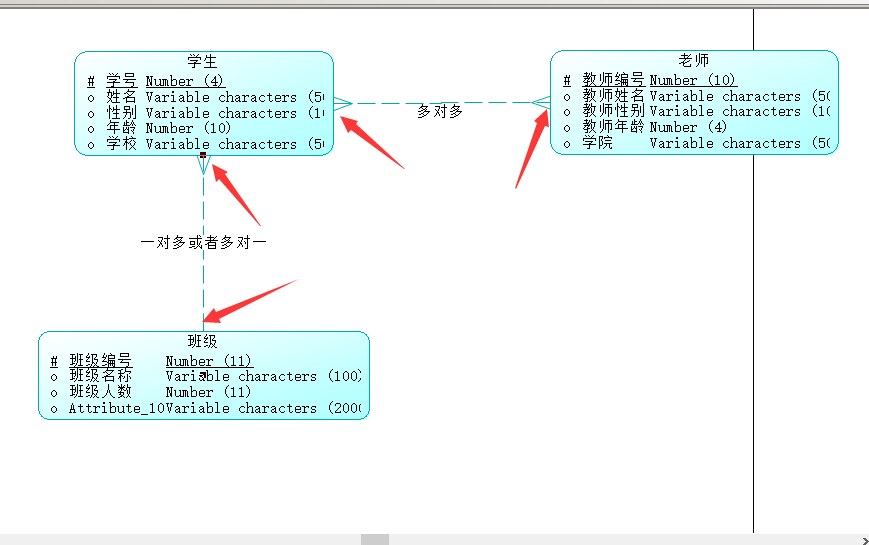 学生
# 学号 Number (4)
o 姓名 Variable characters (5
o 性别 Variable characters (1
o 年龄 Number (10)
o 学校 Variable characters (5
老师
# 教师编号 Number (10)
o 教师姓名 Variable characters (50
o 教师性别 Variable characters (10
o 教师年龄 Number (4)
o 学院 Variable characters (50
多对多
一对多或者多对一
班级
# 班级编号 Number (11)
o 班级名称 Variable characters (100)
o 班级人数 Number (11)
o Attribute_10 Variable characters (200